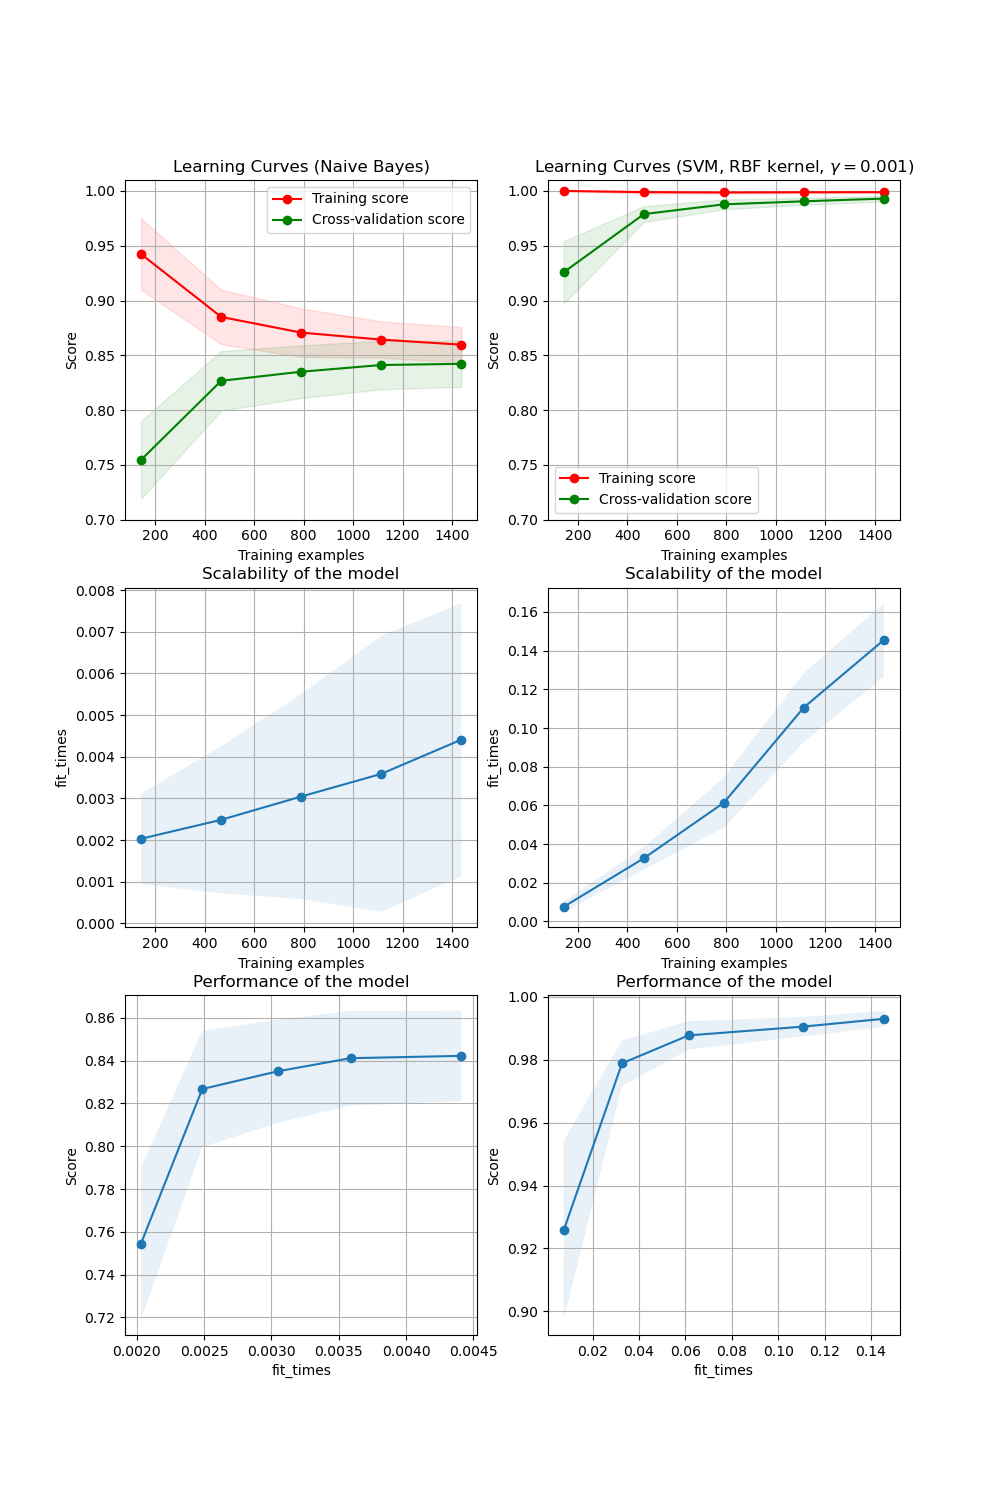 Learning Curves (Naive Bayes)
1.00
0.95
0.90
0.85
0.80
0.75
0.70
Score
Training score
Cross-validation score
200 400 600 800 1000 1200 1400
Training examples
Learning Curves (SVM, RBF kernel, γ = 0.001)
1.00
0.95
0.90
0.85
0.80
0.75
0.70
Score
Training score
Cross-validation score
200 400 600 800 1000 1200 1400
Training examples
Scalability of the model
0.008
0.007
0.006
0.005
0.004
0.003
0.002
0.001
0.000
fit_times
200 400 600 800 1000 1200 1400
Training examples
Scalability of the model
0.16
0.14
0.12
0.10
0.08
0.06
0.04
0.02
0.00
fit_times
200 400 600 800 1000 1200 1400
Training examples
Performance of the model
0.86
0.84
0.82
0.80
0.78
0.76
0.74
0.72
Score
0.0020 0.0025 0.0030 0.0035 0.0040 0.0045
fit_times
Performance of the model
1.00
0.98
0.96
0.94
0.92
0.90
Score
0.02 0.04 0.06 0.08 0.10 0.12 0.14
fit_times